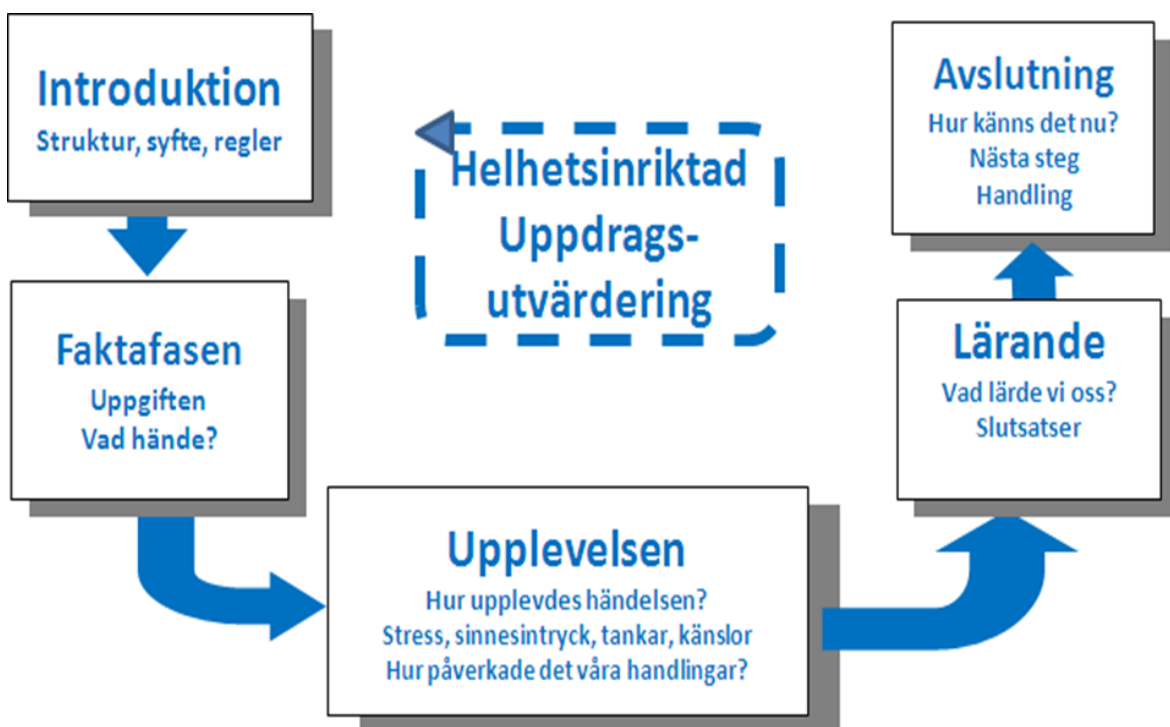 Introduktion
Struktur, syfte, regler
Faktafasen
Uppgiften
Vad hände?
Upplevelsen
Hur upplevdes händelsen?
Stress, sinnesintryck, tankar, känslor
Hur påverkade det våra handlingar?
Lärande
Vad lärde vi oss?
Slutsatser
Avslutning
Hur känns det nu?
Nästa steg
Handling
Helhetsinriktad
Uppdrags-
utvärdering